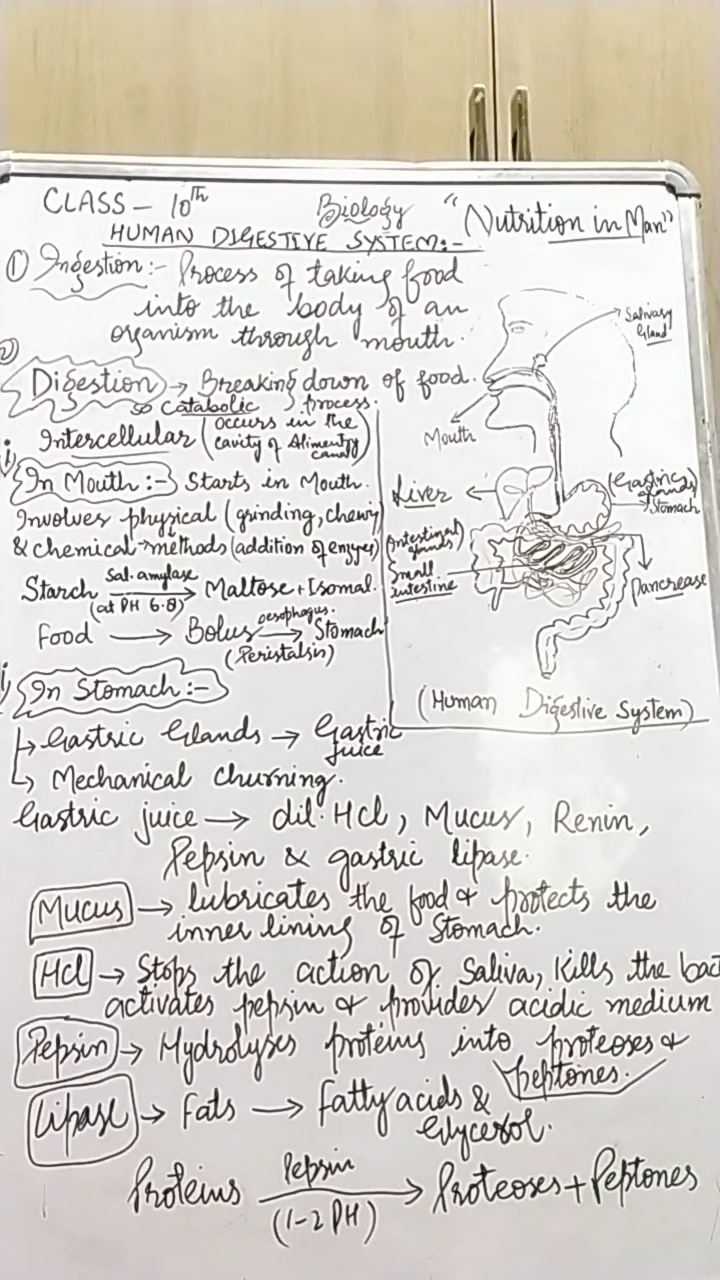 CLASS – 10th Biology "Nutrition in Man"
HUMAN DIGESTIVE SYSTEM:-
① Ingestion:- Process of taking food
into the body of an
organism through mouth.
② Digestion → Breaking down of food.
Catabolic process.
Intercellular (occurs in the
cavity of Alimentry
canal)
i) In Mouth:- Starts in Mouth.
Involves physical (grinding, chewing)
& chemical methods (addition of enzymes)
Starch Sal. amylase → Maltose + Isomal.
(at PH 6.8)
Food → Bolus oesophagus. → Stomach
(Peristalsis)
Salivary
Gland
Mouth
Liver
(Gastric
glands)
Stomach
(Intestinal
glands)
Small
intestine
Pancrease
(Human Digestive System)
In Stomach:-
↳ Gastric Glands → Gastric
juice
↳ Mechanical churning.
Gastric juice → dil. Hcl, Mucus, Renin,
Pepsin & gastric lipase.
Mucus → lubricates the food & protects the
inner lining of Stomach.
Hcl → Stops the action of Saliva, Kills the bact
activates pepsin & provides acidic medium
Pepsin → Hydrolyses proteins into proteoses &
peptones.
Lipase → Fats → Fatty acids &
Glycerol.
Proteins Pepsin → Proteoses + Peptones
(1-2 PH)